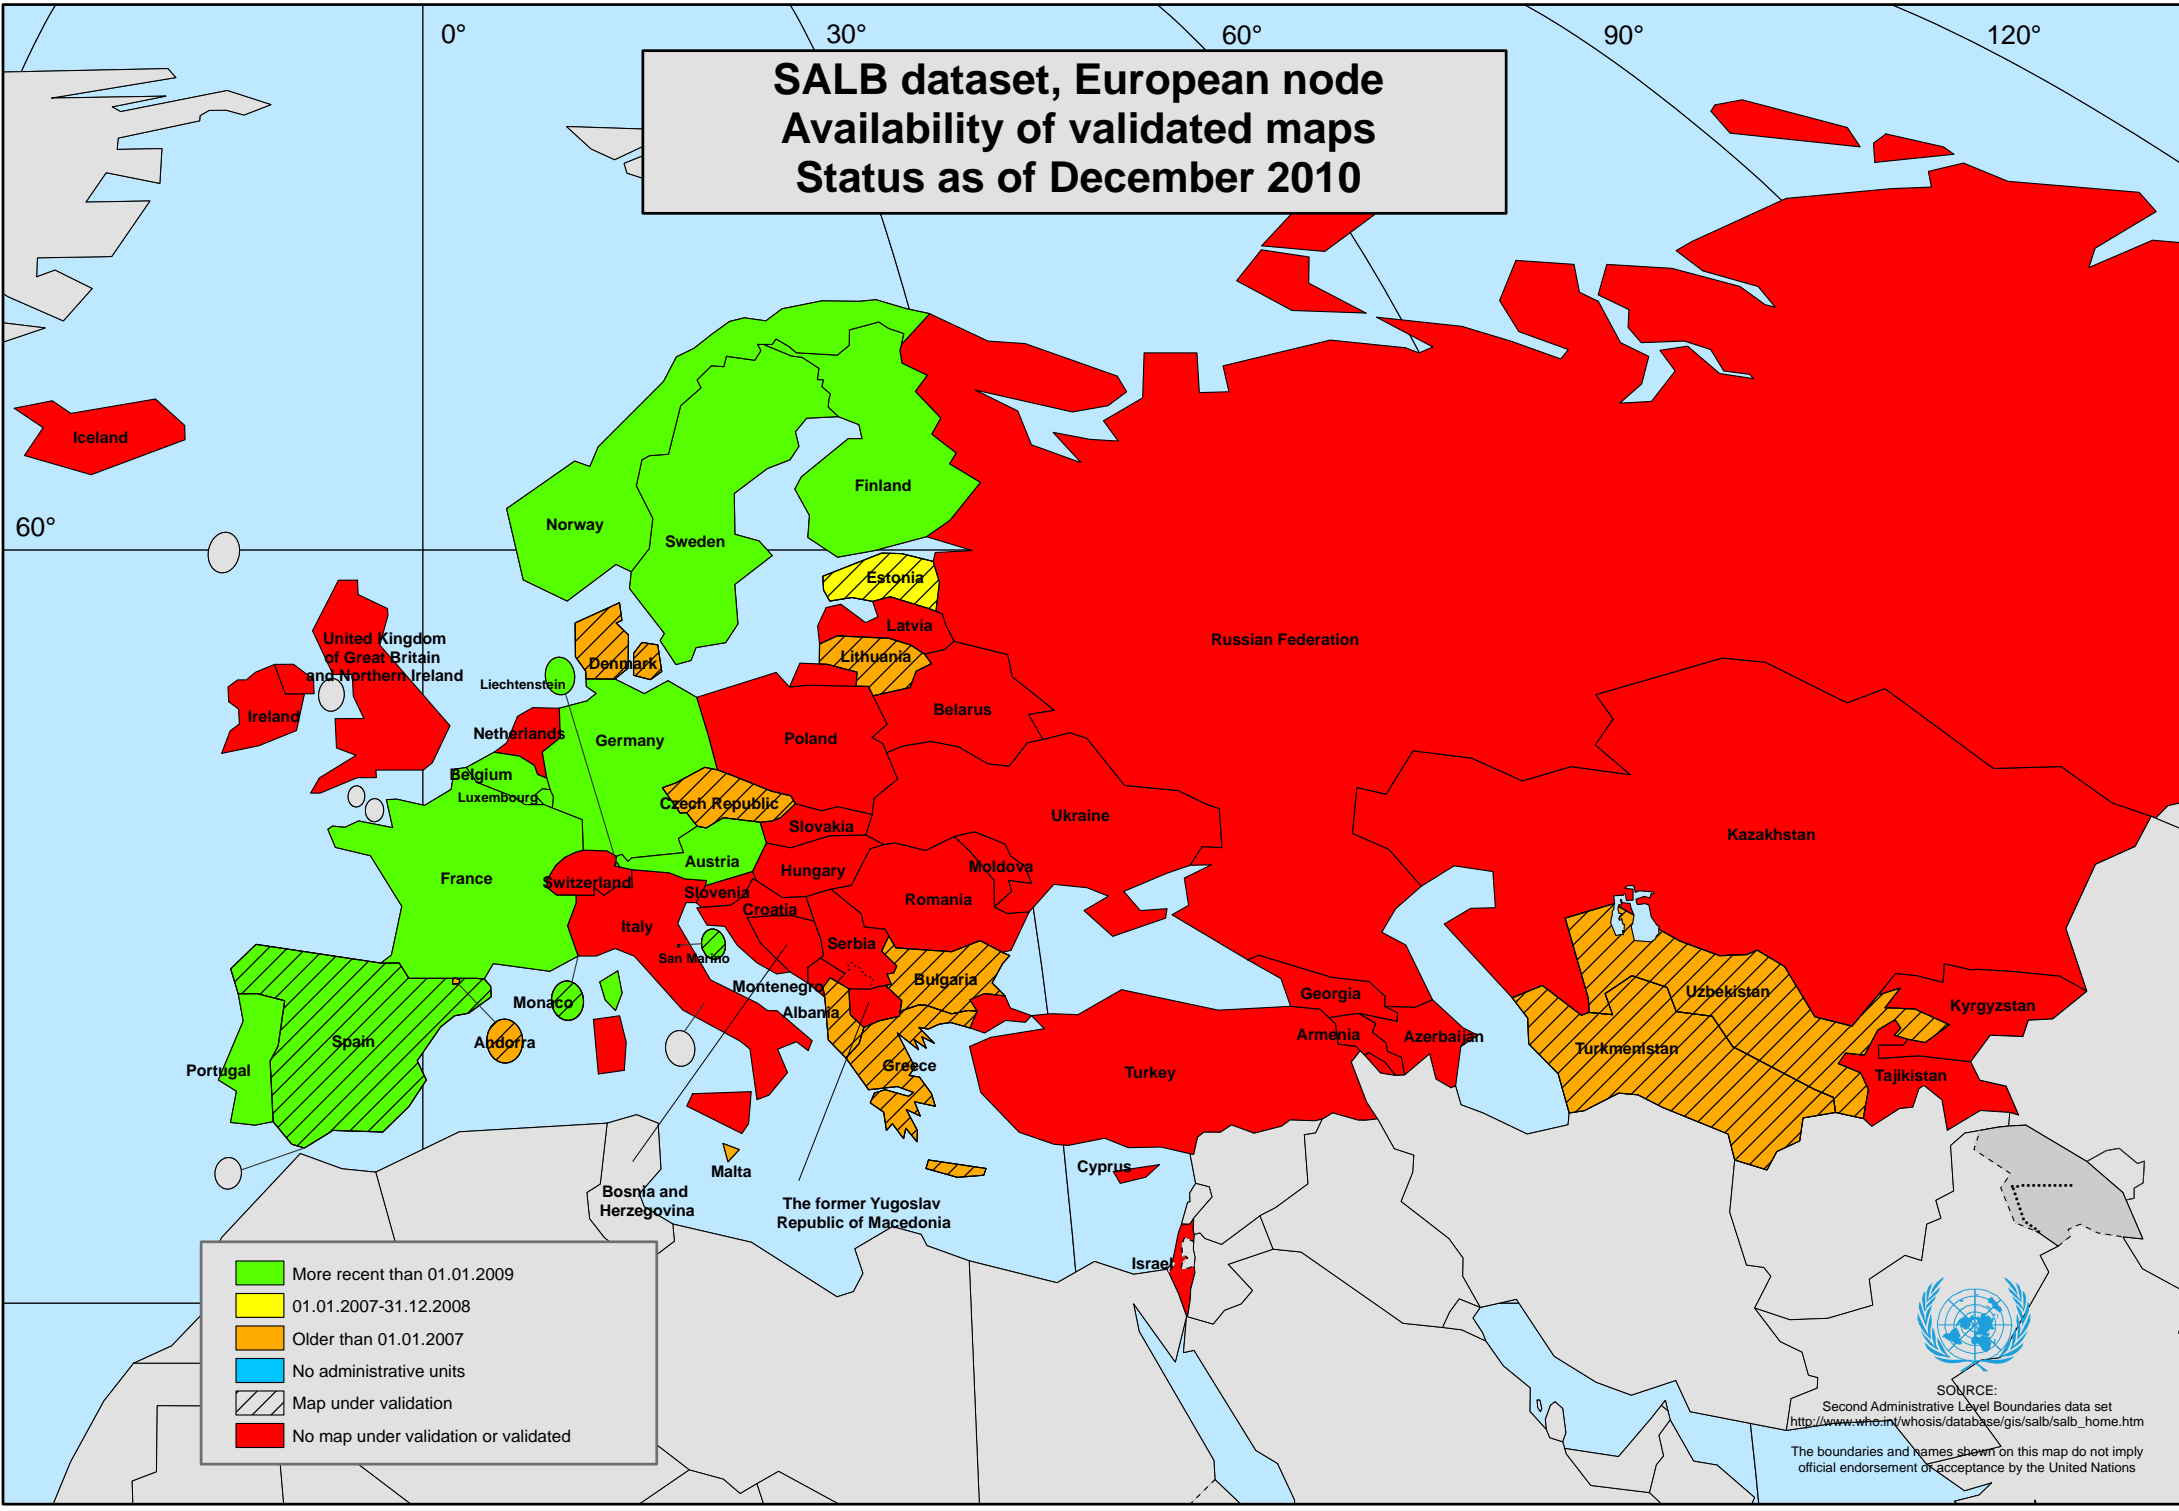 0°
30°
60°
90°
120°
SALB dataset, European node
Availability of validated maps
Status as of December 2010
Iceland
Finland
Norway
Sweden
60°
Estonia
Latvia
United Kingdom
of Great Britain
and Northern Ireland
Russian Federation
Lithuania
Denmark
Liechtenstein
Belarus
Ireland
Netherlands
Germany
Poland
Belgium
Luxembourg
Czech Republic
Ukraine
Slovakia
Kazakhstan
Austria
Moldova
Hungary
France
Switzerland
Slovenia
Romania
Croatia
Italy
Serbia
San Marino
Bulgaria
Montenegro
Uzbekistan
Georgia
Monaco
Kyrgyzstan
Albania
Armenia
Azerbaijan
Spain
Andorra
Turkmenistan
Greece
Portugal
Turkey
Tajikistan
Cyprus
Malta
Bosnia and
Herzegovina
The former Yugoslav
Republic of Macedonia
Israel
More recent than 01.01.2009
01.01.2007-31.12.2008
Older than 01.01.2007
No administrative units
Map under validation
No map under validation or validated
SOURCE:
Second Administrative Level Boundaries data set
http://www.who.int/whosis/database/gis/salb/salb_home.htm
The boundaries and names shown on this map do not imply
official endorsement or acceptance by the United Nations